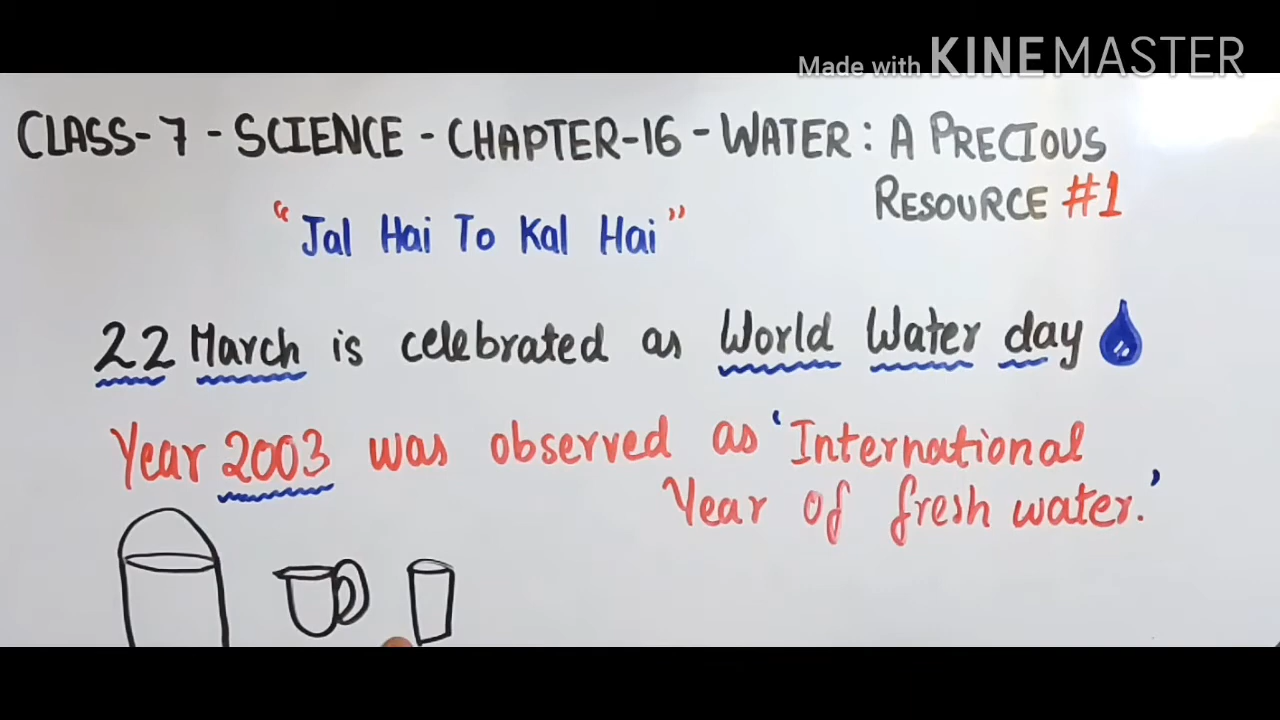 Made with KINEMASTER
CLASS-7-SCIENCE-CHAPTER-16-WATER: A PRECIOUS
RESOURCE #1
"Jal Hai To Kal Hai"
22 March is celebrated as World Water day
Year 2003 was observed as 'International
Year of fresh water.'